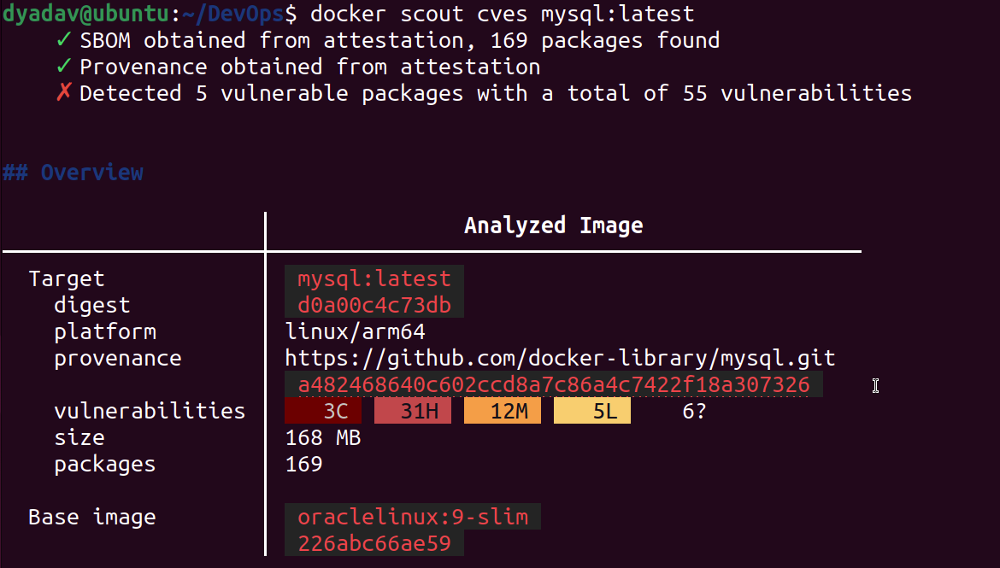 dyadav@ubuntu:~/DevOps$ docker scout cves mysql:latest
✓ SBOM obtained from attestation, 169 packages found
✓ Provenance obtained from attestation
✗ Detected 5 vulnerable packages with a total of 55 vulnerabilities
## Overview
Analyzed Image
Target mysql:latest
digest d0a00c4c73db
platform linux/arm64
provenance https://github.com/docker-library/mysql.git
a482468640c602ccd8a7c86a4c7422f18a307326
vulnerabilities 3C 31H 12M 5L 6?
size 168 MB
packages 169
Base image oraclelinux:9-slim
226abc66ae59